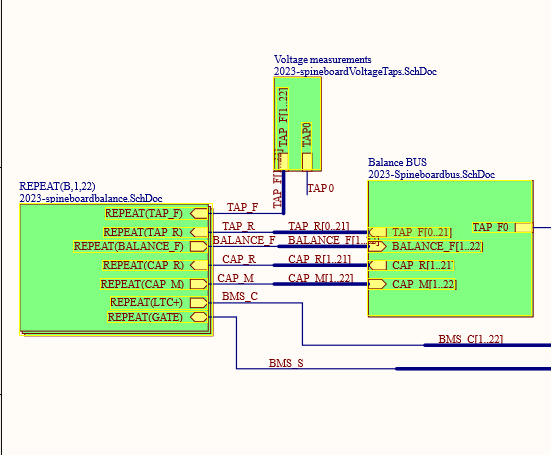 Voltage measurements
2023-spineboardVoltageTaps.SchDoc
TAP_F[1..22]
TAP0
TAP0
Balance BUS
2023-Spineboardbus.SchDoc
REPEAT(B,1,22)
2023-spineboardbalance.SchDoc
REPEAT(TAP_F) TAP_F
REPEAT(TAP_R) TAP_R TAP_R[0..21] TAP_F[0..21] TAP_F0
REPEAT(BALANCE_F) BALANCE_F BALANCE_F[1.. BALANCE_F[1..22]
REPEAT(CAP_R) CAP_R CAP_R[1..21] CAP_R[1..21]
REPEAT(CAP_M) CAP_M CAP_M[1..22] CAP_M[1..22]
REPEAT(LTC+) BMS_C
REPEAT(GATE)
BMS_C[1..22]
BMS_S